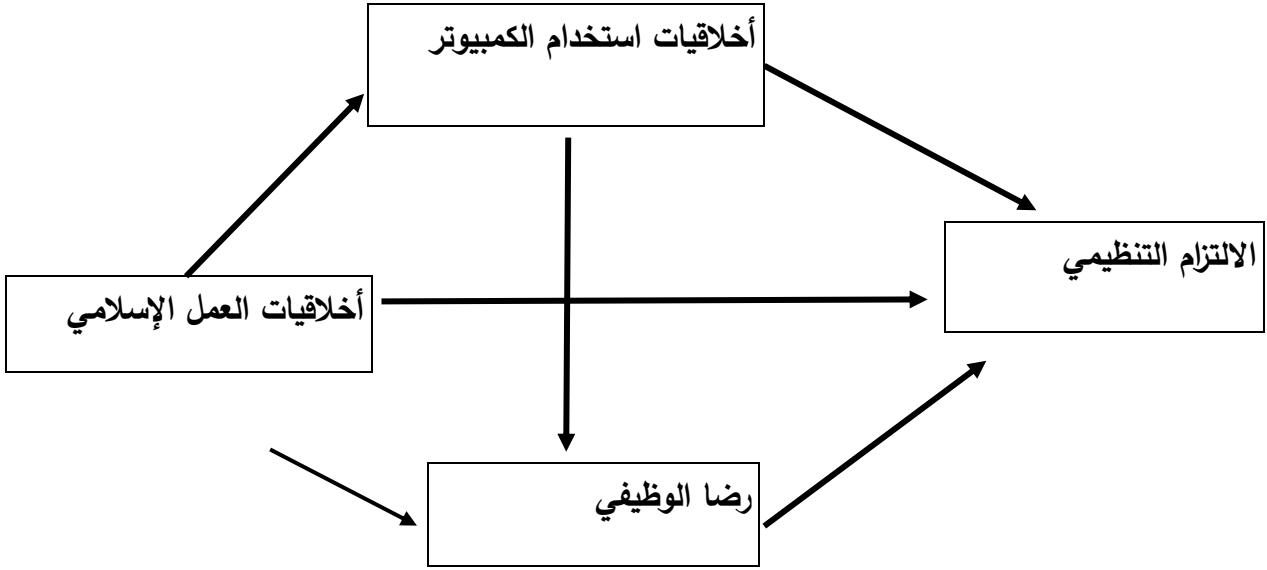 أخلاقيات استخدام الكمبيوتر
الالتزام التنظيمي
أخلاقيات العمل الإسلامي
رضا الوظيفي